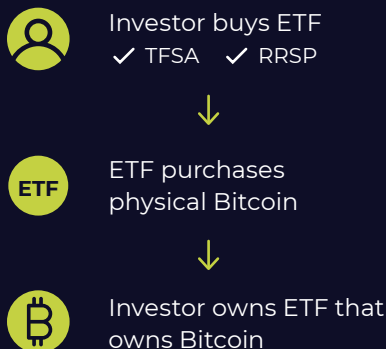 Investor buys ETF
✓ TFSA ✓ RRSP
ETF
ETF purchases
physical Bitcoin
Investor owns ETF that
owns Bitcoin